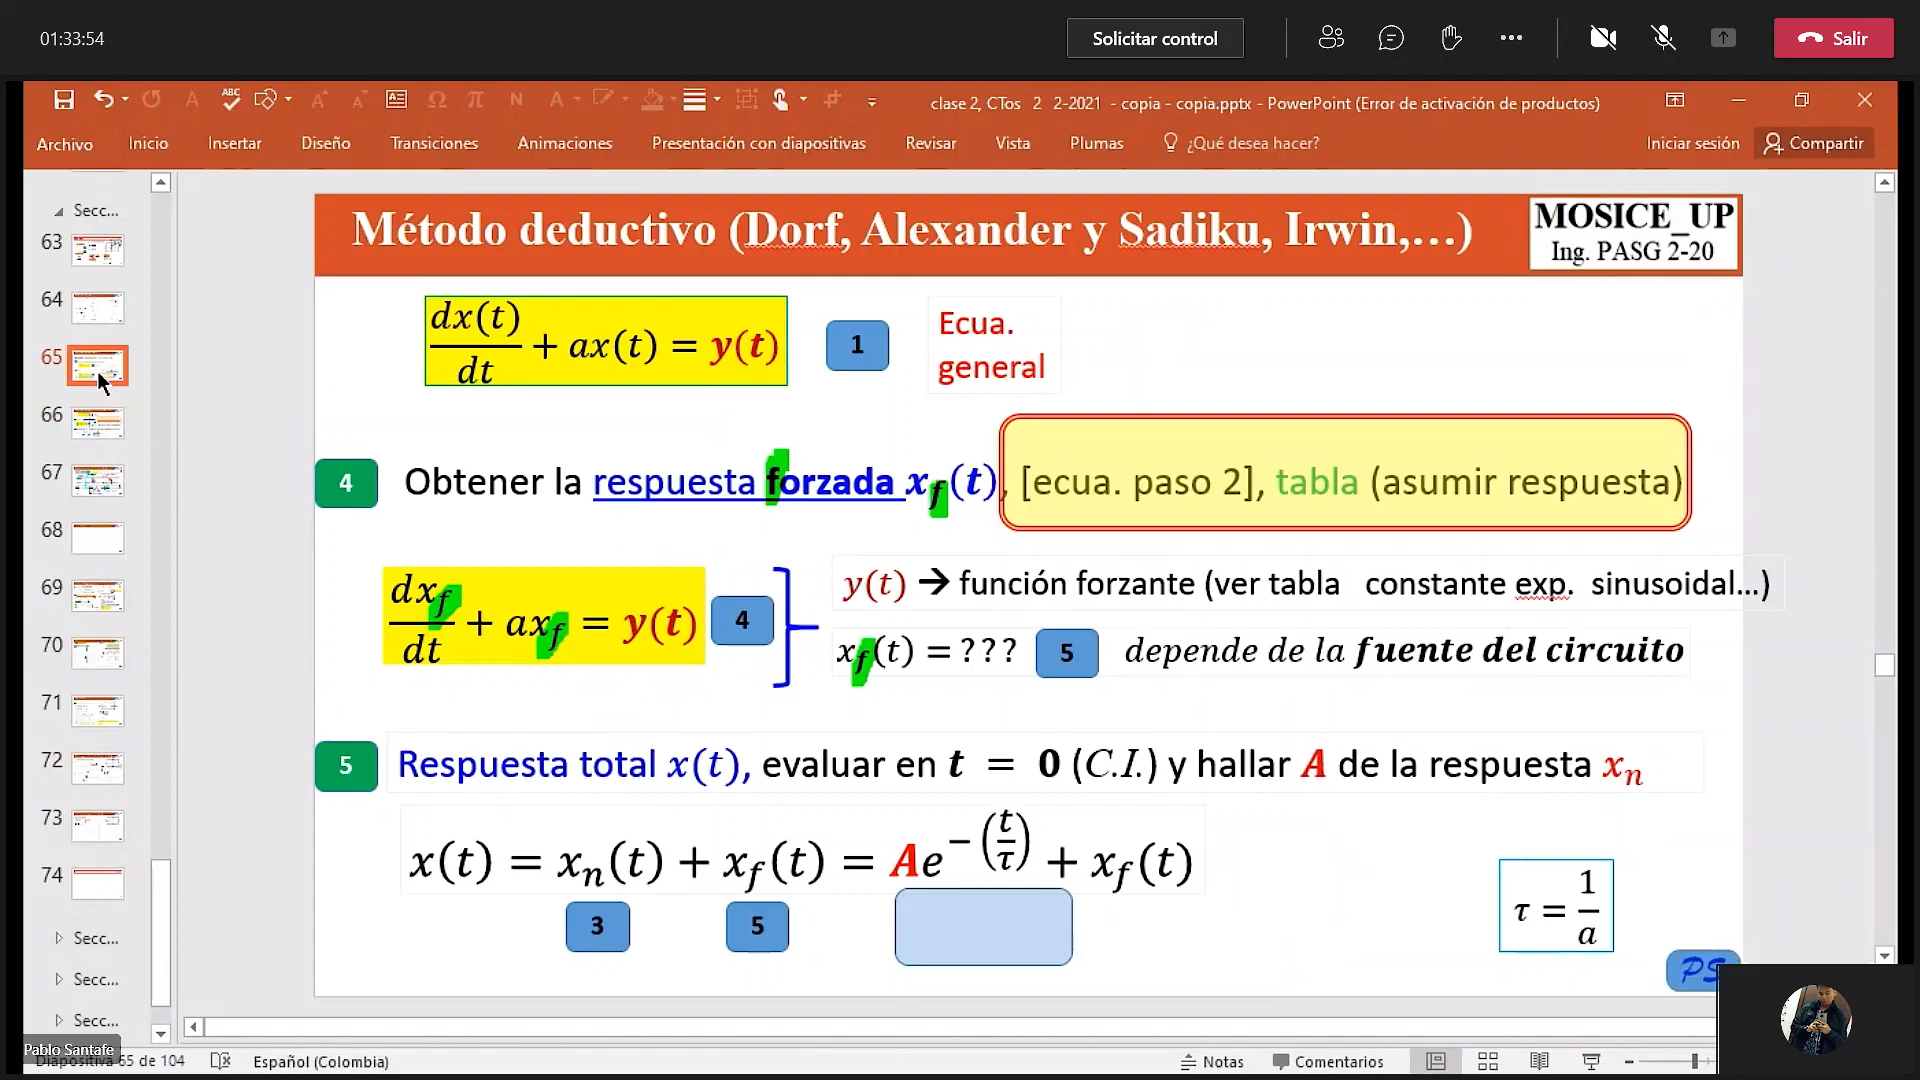 01:33:54
Solicitar control
Salir
clase 2, CTos 2 2-2021 - copia - copia.pptx - PowerPoint (Error de activación de productos)
Archivo Inicio Insertar Diseño Transiciones Animaciones Presentación con diapositivas Revisar Vista Plumas ¿Qué desea hacer? Iniciar sesión Compartir
Secc...
63
64
65
66
67
68
69
70
71
72
73
74
Secc...
Secc...
Secc...
Método deductivo (Dorf, Alexander y Sadiku, Irwin,...)
MOSICE_UP
Ing. PASG 2-20
dx(t)/dt + ax(t) = y(t)
1
Ecua.
general
4 Obtener la respuesta forzada x_f(t), [ecua. paso 2], tabla (asumir respuesta)
dx_f/dt + ax_f = y(t)
4
y(t) → función forzante (ver tabla constante exp. sinusoidal...)
x_f(t) = ??? 5 depende de la fuente del circuito
5 Respuesta total x(t), evaluar en t = 0 (C.I.) y hallar A de la respuesta x_n
x(t) = x_n(t) + x_f(t) = Ae^-(t/τ) + x_f(t)
3 5
τ = 1/a
PS
Pablo Santafe
Diapositiva 65 de 104 Español (Colombia) Notas Comentarios